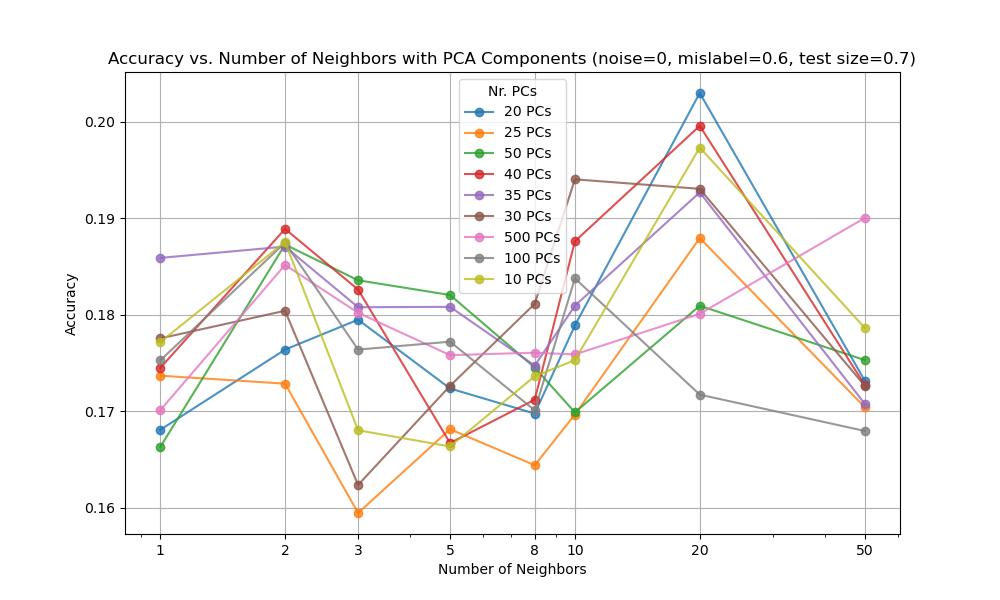 Accuracy vs. Number of Neighbors with PCA Components (noise=0, mislabel=0.6, test size=0.7)
Nr. PCs
20 PCs
25 PCs
50 PCs
40 PCs
35 PCs
30 PCs
500 PCs
100 PCs
10 PCs
0.20
0.19
0.18
0.17
0.16
Accuracy
1 2 3 5 8 10 20 50
Number of Neighbors